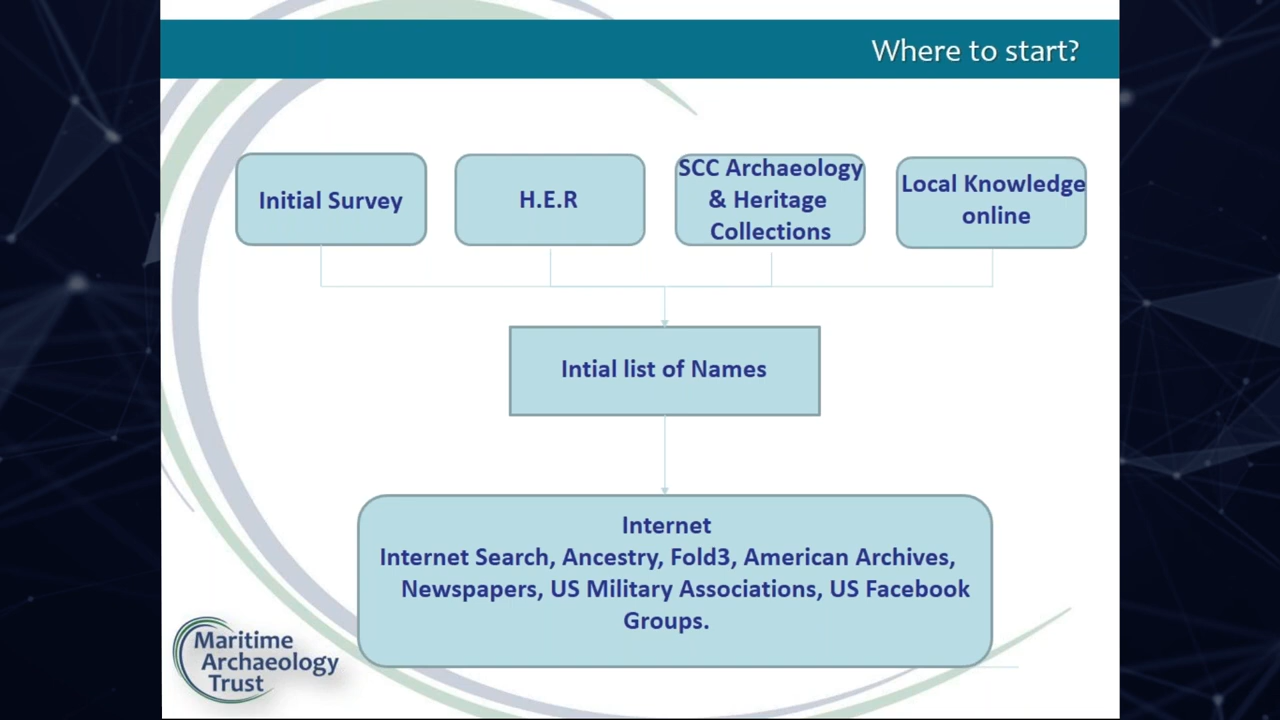 Where to start?
Initial Survey
H.E.R
SCC Archaeology
& Heritage
Collections
Local Knowledge
online
Intial list of Names
Internet
Internet Search, Ancestry, Fold3, American Archives,
Newspapers, US Military Associations, US Facebook
Groups.
Maritime
Archaeology
Trust